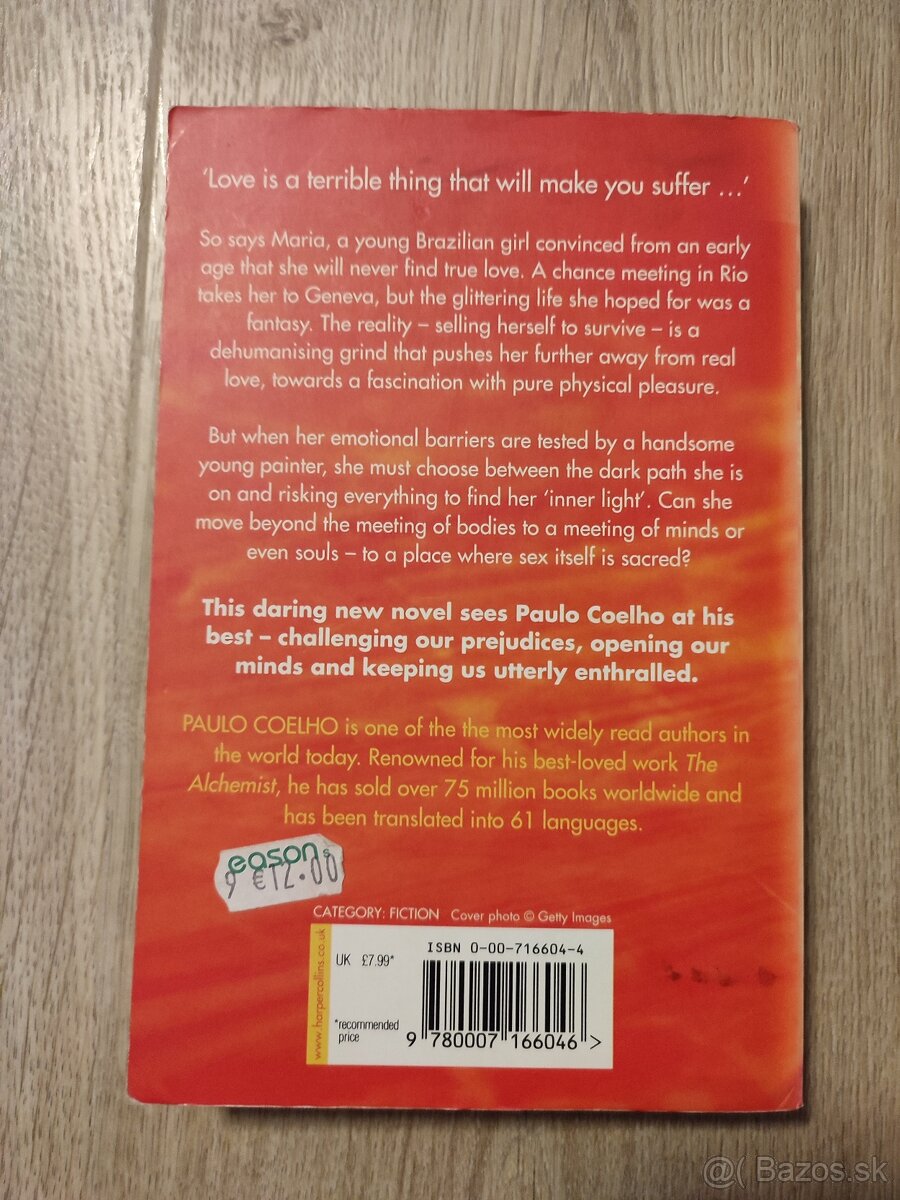 'Love is a terrible thing that will make you suffer ...'
So says Maria, a young Brazilian girl convinced from an early
age that she will never find true love. A chance meeting in Rio
takes her to Geneva, but the glittering life she hoped for was a
fantasy. The reality – selling herself to survive – is a
dehumanising grind that pushes her further away from real
love, towards a fascination with pure physical pleasure.
But when her emotional barriers are tested by a handsome
young painter, she must choose between the dark path she is
on and risking everything to find her 'inner light'. Can she
move beyond the meeting of bodies to a meeting of minds or
even souls – to a place where sex itself is sacred?
This daring new novel sees Paulo Coelho at his
best – challenging our prejudices, opening our
minds and keeping us utterly enthralled.
PAULO COELHO is one of the the most widely read authors in
the world today. Renowned for his best-loved work The
Alchemist, he has sold over 75 million books worldwide and
has been translated into 61 languages.
easons
9 €12.00
CATEGORY: FICTION Cover photo © Getty Images
www.harpercollins.co.uk
ISBN 0-00-716604-4
UK £7.99*
*recommended
price
9 780007 166046 >
@( Bazos.sk